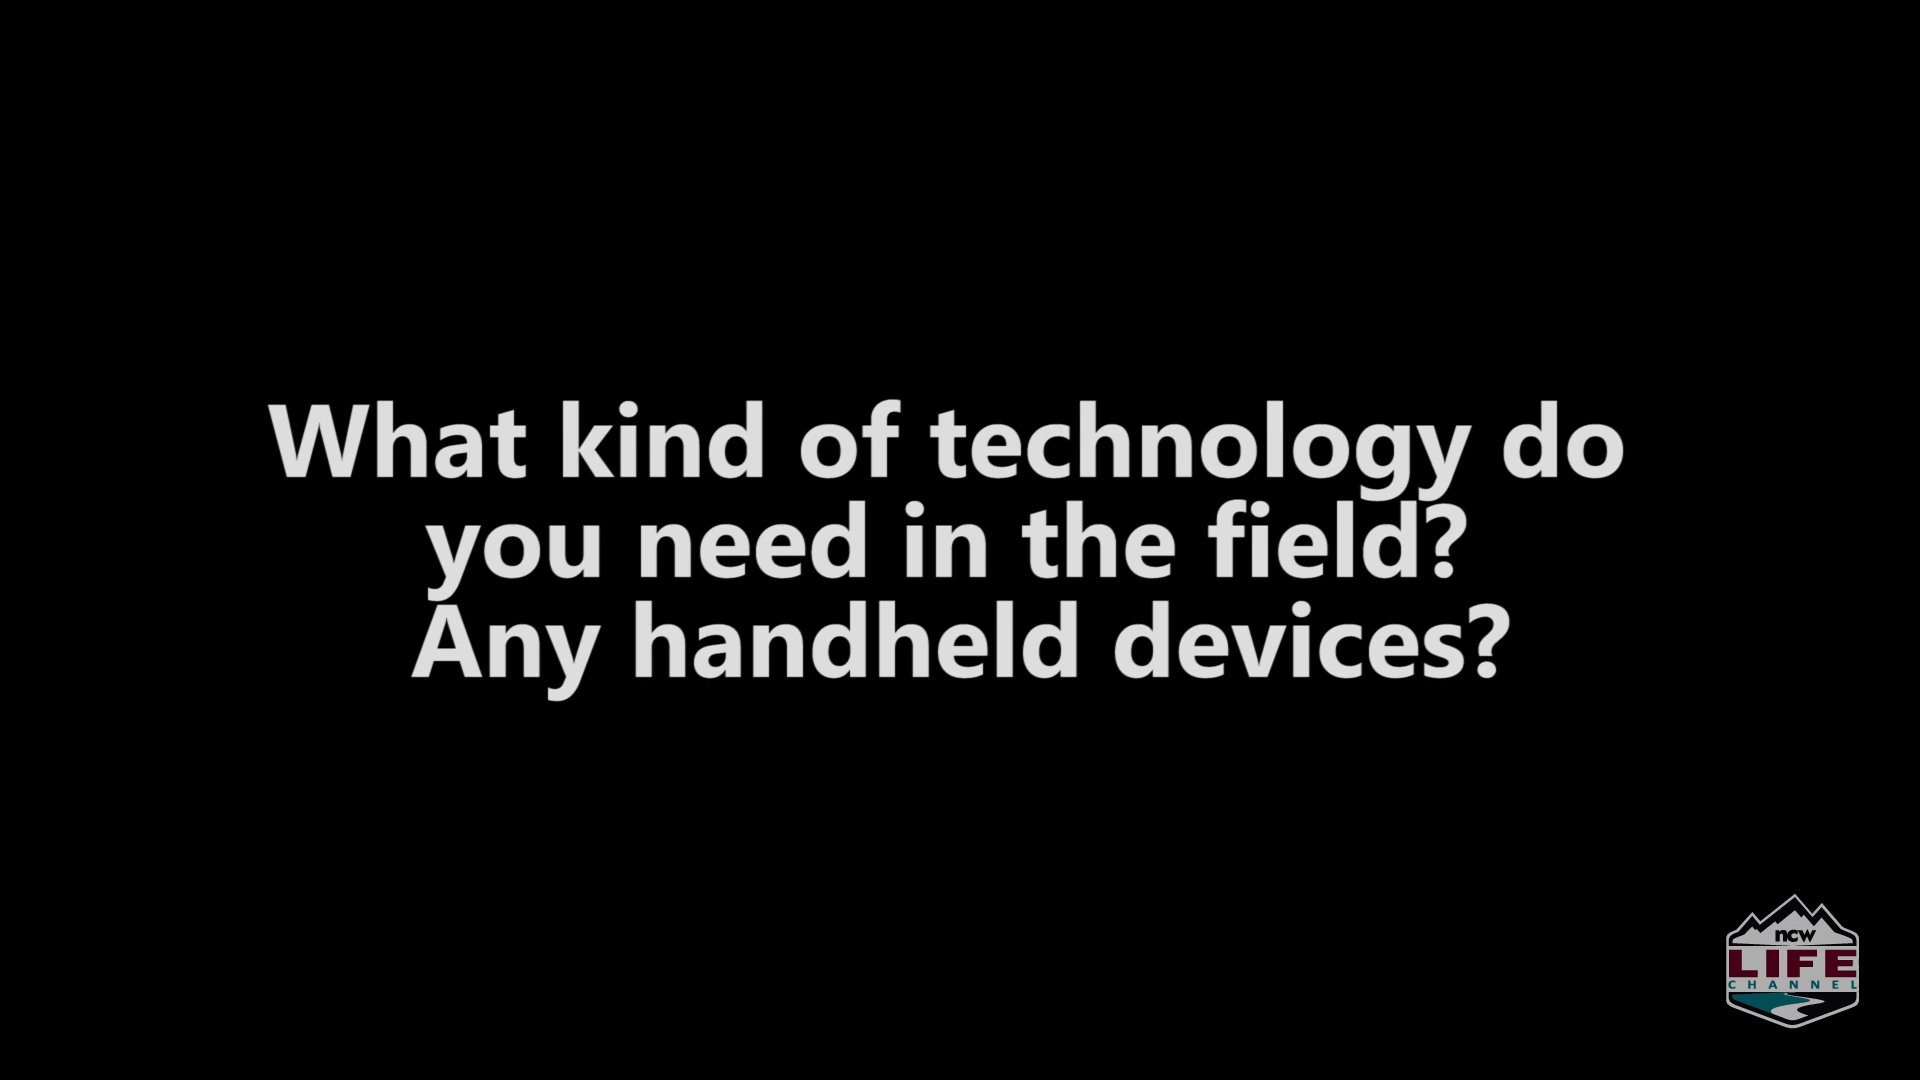 What kind of technology do
you need in the field?
Any handheld devices?
ncw
LIFE
CHANNEL